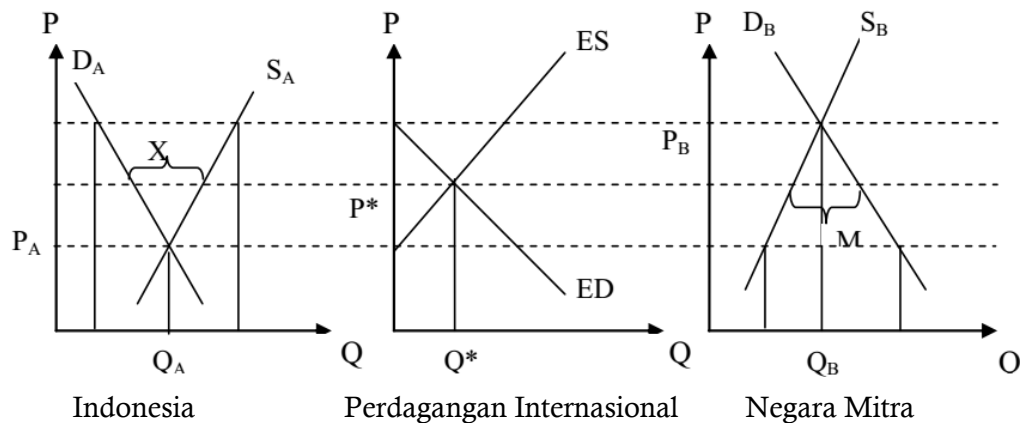 P
D_A
S_A
X
P_A
Q_A
Q
Indonesia
P
ES
P*
ED
Q*
Q
Perdagangan Internasional
P
D_B
S_B
P_B
M
Q_B
Q
Negara Mitra